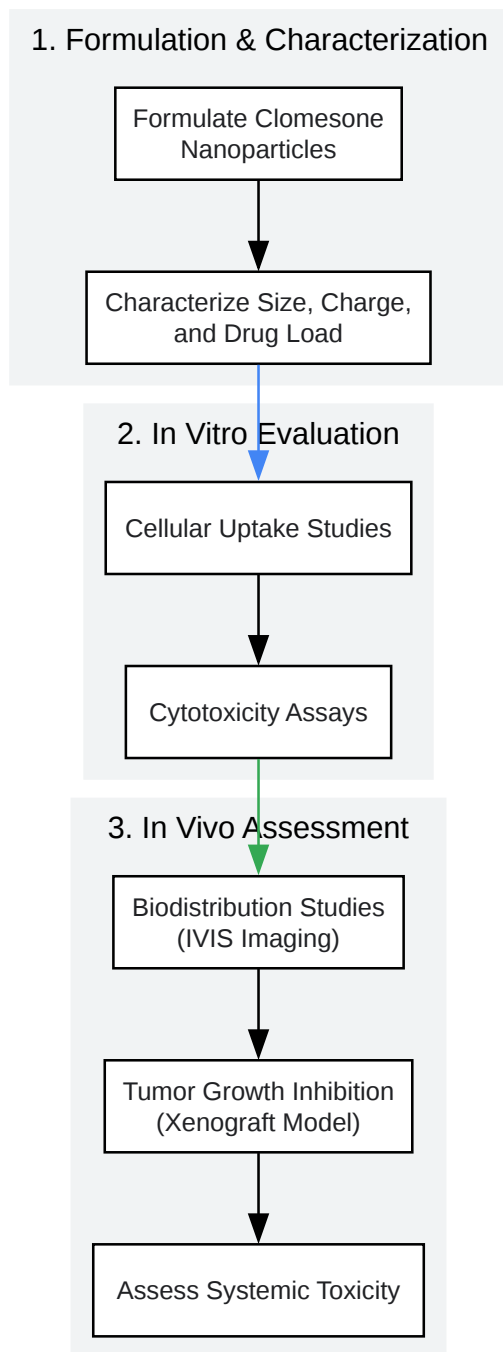 1. Formulation & Characterization
Formulate Clomesone
Nanoparticles
Characterize Size, Charge,
and Drug Load
2. In Vitro Evaluation
Cellular Uptake Studies
Cytotoxicity Assays
3. In Vivo Assessment
Biodistribution Studies
(IVIS Imaging)
Tumor Growth Inhibition
(Xenograft Model)
Assess Systemic Toxicity